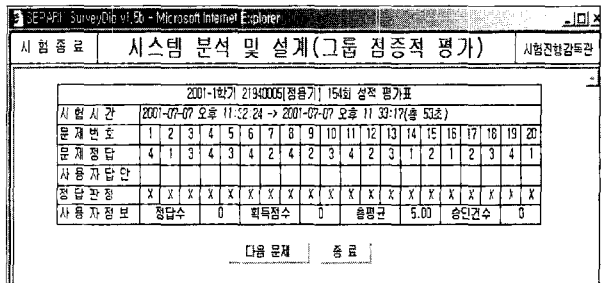 SurveyDlb v1.5b - Microsoft Internet Explorer
시 험 종 료 시스템 분석 및 설계(그룹 점증적 평가) 시험진행감독관
2001-1학기 21940005[정용기] 154회 성적 평가표
시 험 시 간 2001-07-07 오후 11:32:24 -> 2001-07-07 오후 11:33:17(총 53초)
문 제 번 호 1 2 3 4 5 6 7 8 9 10 11 12 13 14 15 16 17 18 19 20
문 제 정 답 4 1 3 4 3 4 2 4 2 3 4 2 3 1 2 1 2 3 4 1
사 용 자 답 안
정 답 판 정 X X X X X X X X X X X X X X X X X X X X
사 용 자 정 보 정답수 0 획득점수 0 총평균 5.00 승인건수 0
다음 문제 종 료